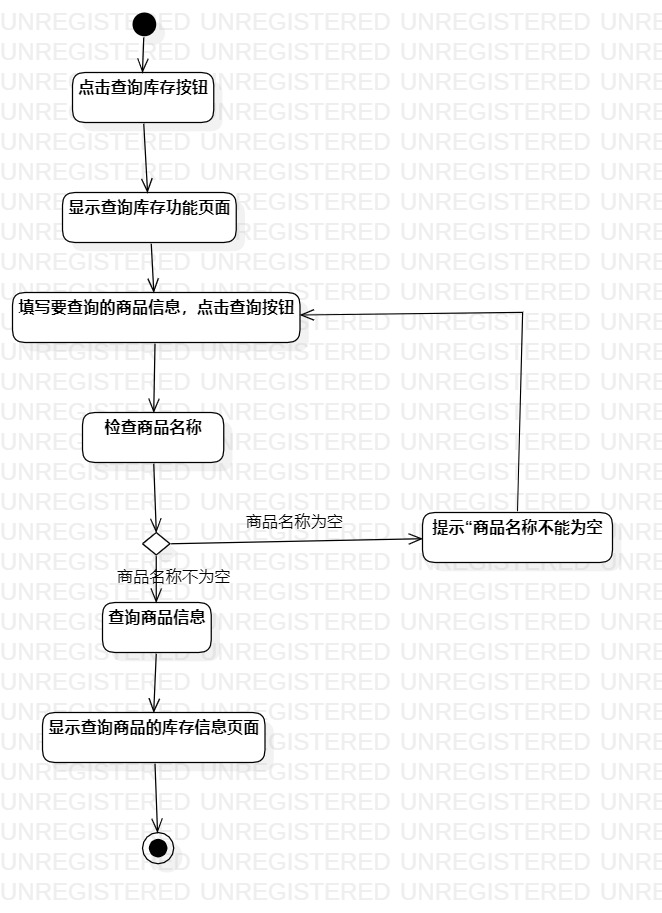 点击查询库存按钮
显示查询库存功能页面
填写要查询的商品信息，点击查询按钮
检查商品名称
商品名称为空
提示“商品名称不能为空
商品名称不为空
查询商品信息
显示查询商品的库存信息页面
UNREGISTERED